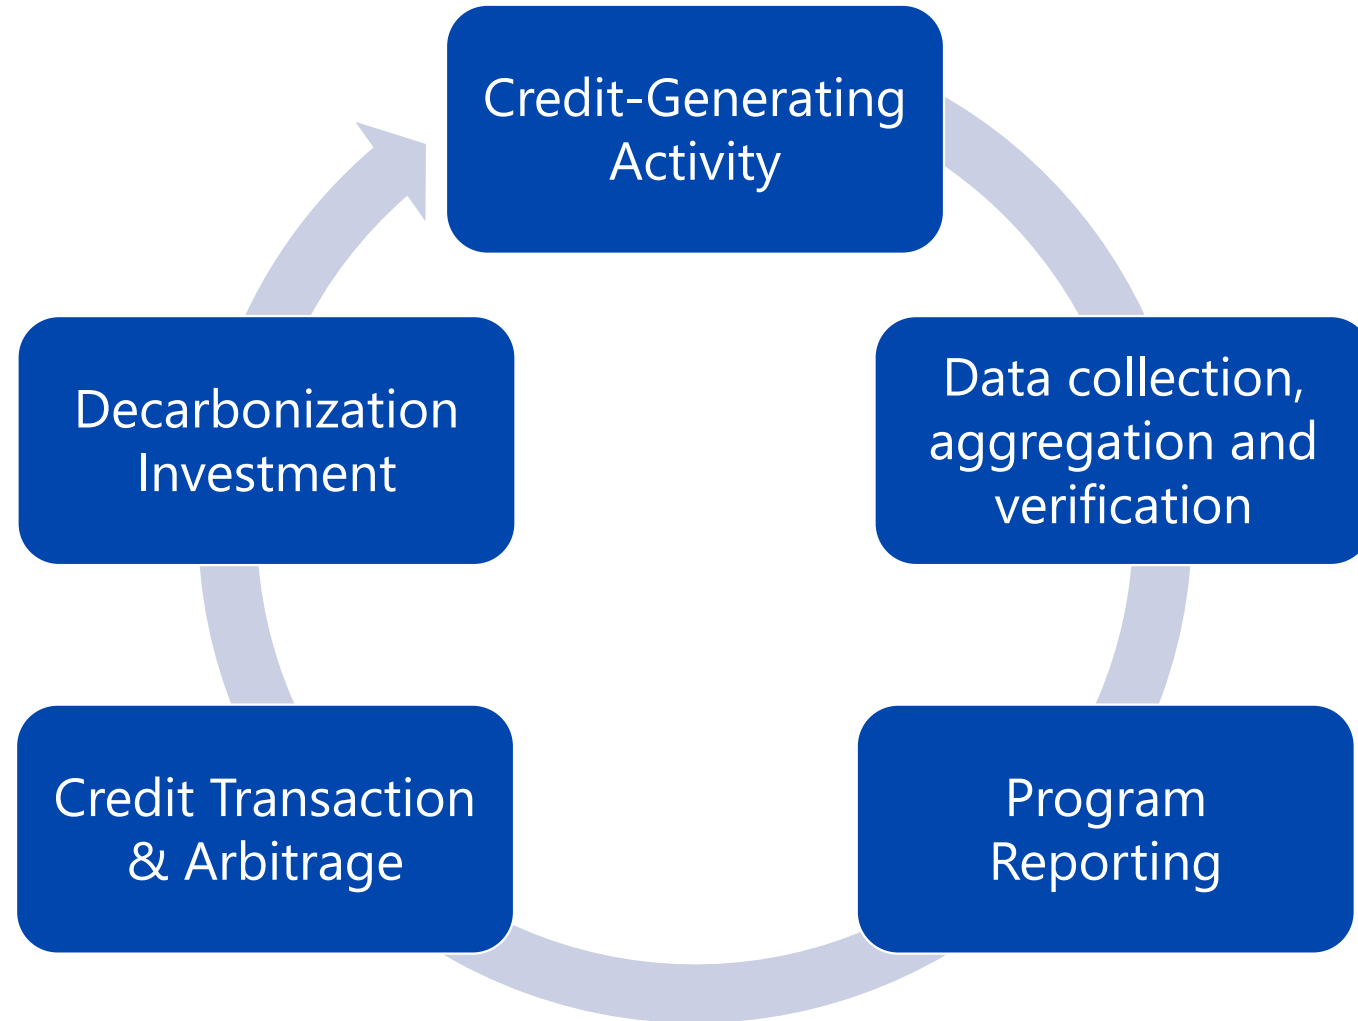 Credit-Generating
Activity
Data collection,
aggregation and
verification
Program
Reporting
Credit Transaction
& Arbitrage
Decarbonization
Investment